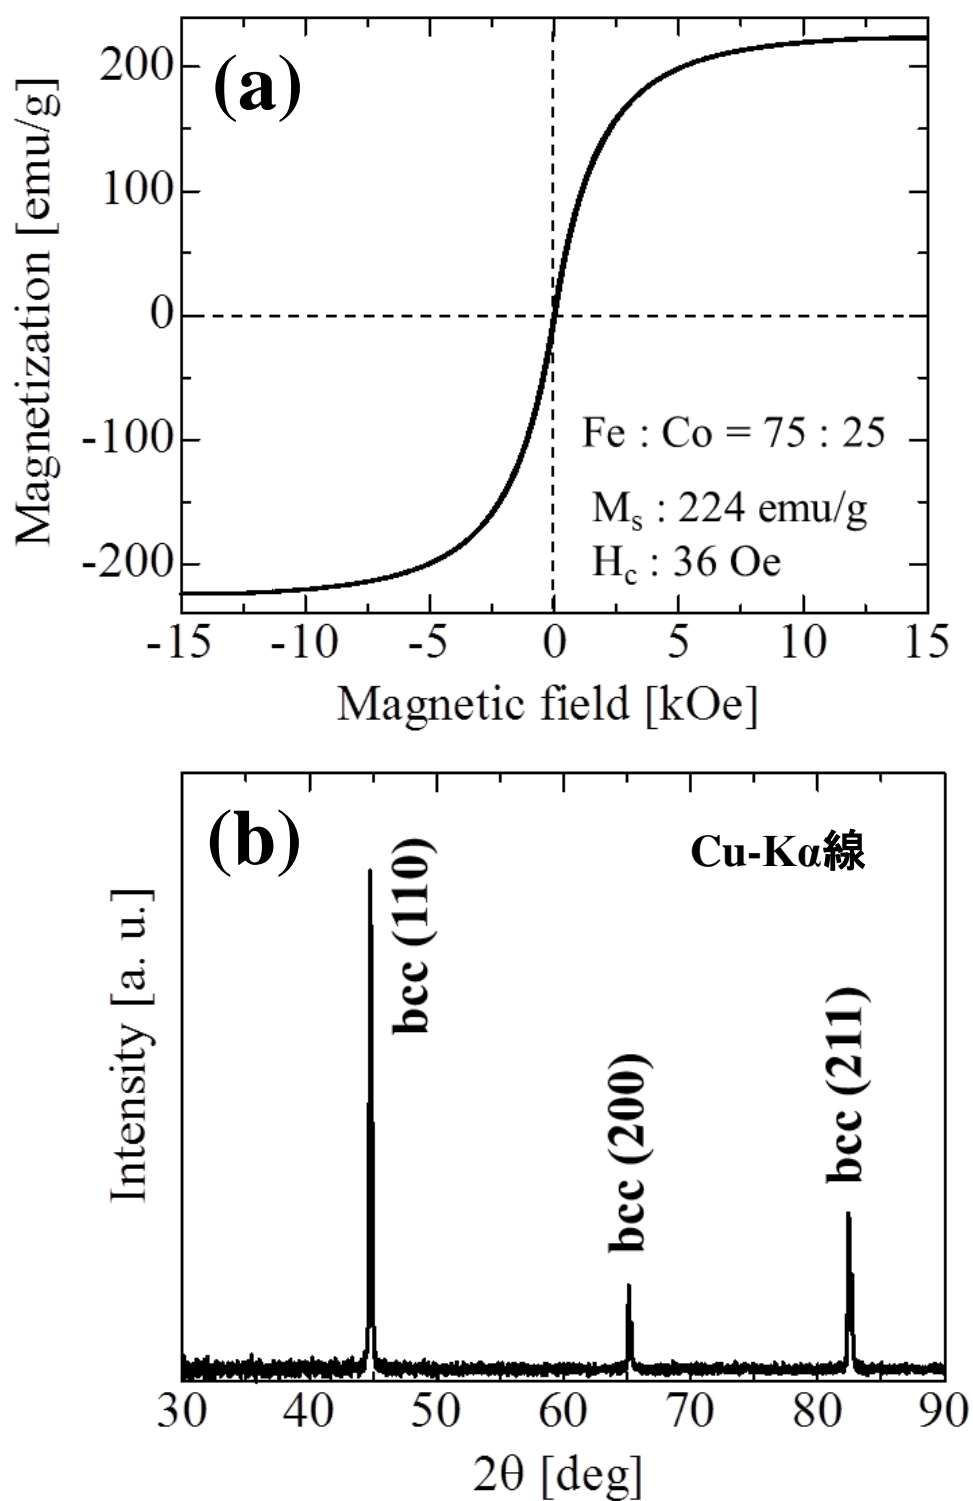 (a)
Magnetization [emu/g]
200
100
0
-100
-200
Fe : Co = 75 : 25
Ms : 224 emu/g
Hc : 36 Oe
-15 -10 -5 0 5 10 15
Magnetic field [kOe]
(b)
Cu-Kα線
Intensity [a. u.]
bcc (110)
bcc (200)
bcc (211)
30 40 50 60 70 80 90
2θ [deg]